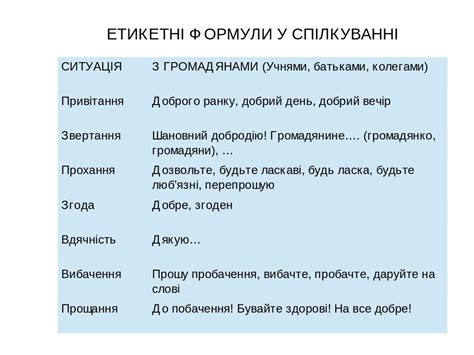 ЕТИКЕТНІ ФОРМУЛИ У СПІЛКУВАННІ
СИТУАЦІЯ З ГРОМАДЯНАМИ (Учнями, батьками, колегами)
Привітання Доброго ранку, добрий день, добрий вечір
Звертання Шановний добродію! Громадянине…. (громадянко,
громадяни), …
Прохання Дозвольте, будьте ласкаві, будь ласка, будьте
люб'язні, перепрошую
Згода Добре, згоден
Вдячність Дякую…
Вибачення Прошу пробачення, вибачте, пробачте, даруйте на
слові
Прощання До побачення! Бувайте здорові! На все добре!